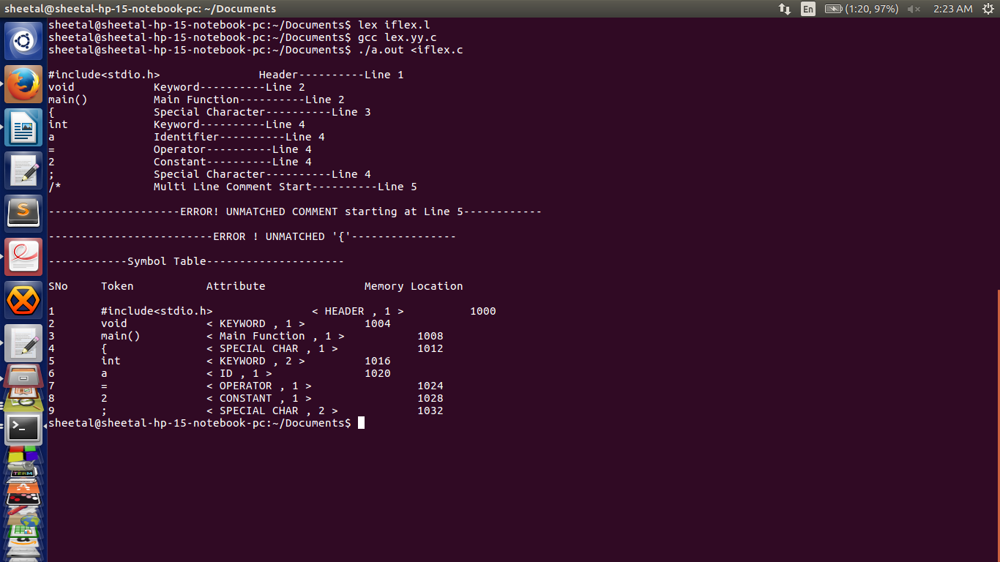 sheetal@sheetal-hp-15-notebook-pc: ~/Documents En (1:20, 97%) 2:23 AM
sheetal@sheetal-hp-15-notebook-pc:~/Documents$ lex iflex.l
sheetal@sheetal-hp-15-notebook-pc:~/Documents$ gcc lex.yy.c
sheetal@sheetal-hp-15-notebook-pc:~/Documents$ ./a.out <iflex.c
#include<stdio.h> Header----------Line 1
void Keyword----------Line 2
main() Main Function----------Line 2
{ Special Character----------Line 3
int Keyword----------Line 4
a Identifier----------Line 4
= Operator----------Line 4
2 Constant----------Line 4
; Special Character----------Line 4
/* Multi Line Comment Start----------Line 5
--------------------ERROR! UNMATCHED COMMENT starting at Line 5------------
-------------------------ERROR ! UNMATCHED '{'----------------
------------Symbol Table---------------------
SNo Token Attribute Memory Location
1 #include<stdio.h> < HEADER , 1 > 1000
2 void < KEYWORD , 1 > 1004
3 main() < Main Function , 1 > 1008
4 { < SPECIAL CHAR , 1 > 1012
5 int < KEYWORD , 2 > 1016
6 a < ID , 1 > 1020
7 = < OPERATOR , 1 > 1024
8 2 < CONSTANT , 1 > 1028
9 ; < SPECIAL CHAR , 2 > 1032
sheetal@sheetal-hp-15-notebook-pc:~/Documents$
S
>_
TERM
A
a